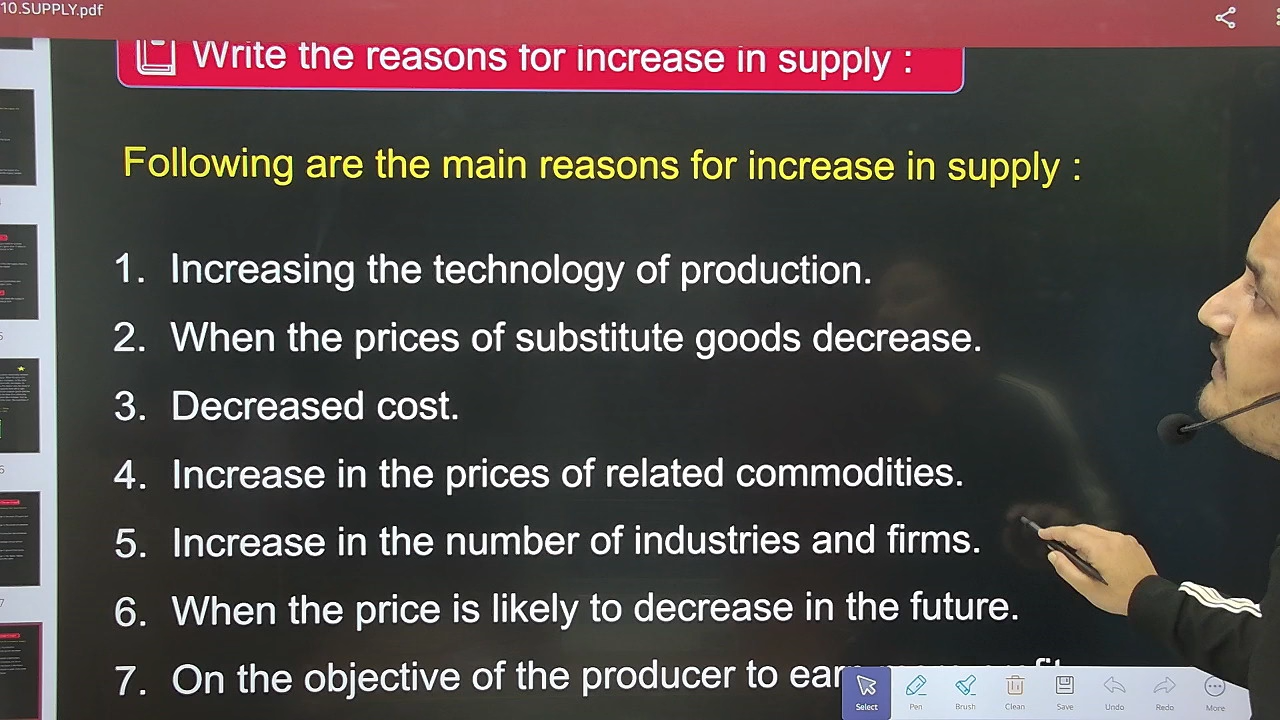 10.SUPPLY.pdf
Write the reasons for increase in supply :
Following are the main reasons for increase in supply :
1. Increasing the technology of production.
2. When the prices of substitute goods decrease.
3. Decreased cost.
4. Increase in the prices of related commodities.
5. Increase in the number of industries and firms.
6. When the price is likely to decrease in the future.
7. On the objective of the producer to earn more profit
Select Pen Brush Clean Save Undo Redo More